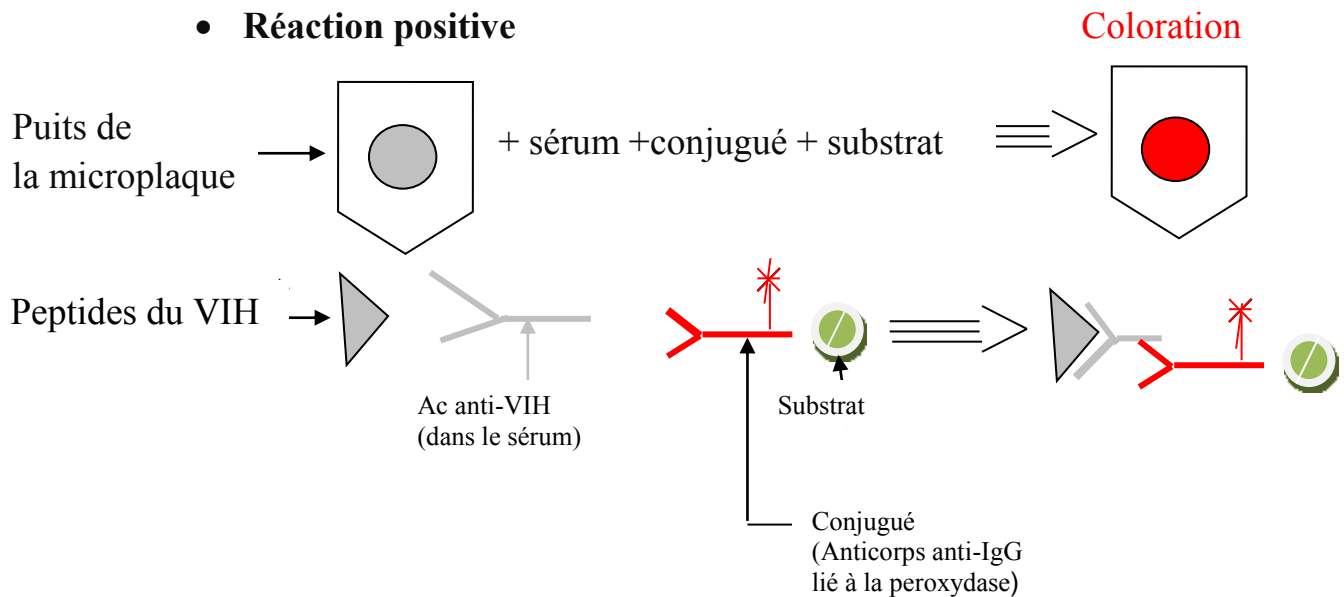 • Réaction positive
Coloration
Puits de
la microplaque
+ sérum +conjugué + substrat
Peptides du VIH
Ac anti-VIH
(dans le sérum)
Substrat
Conjugué
(Anticorps anti-IgG
lié à la peroxydase)